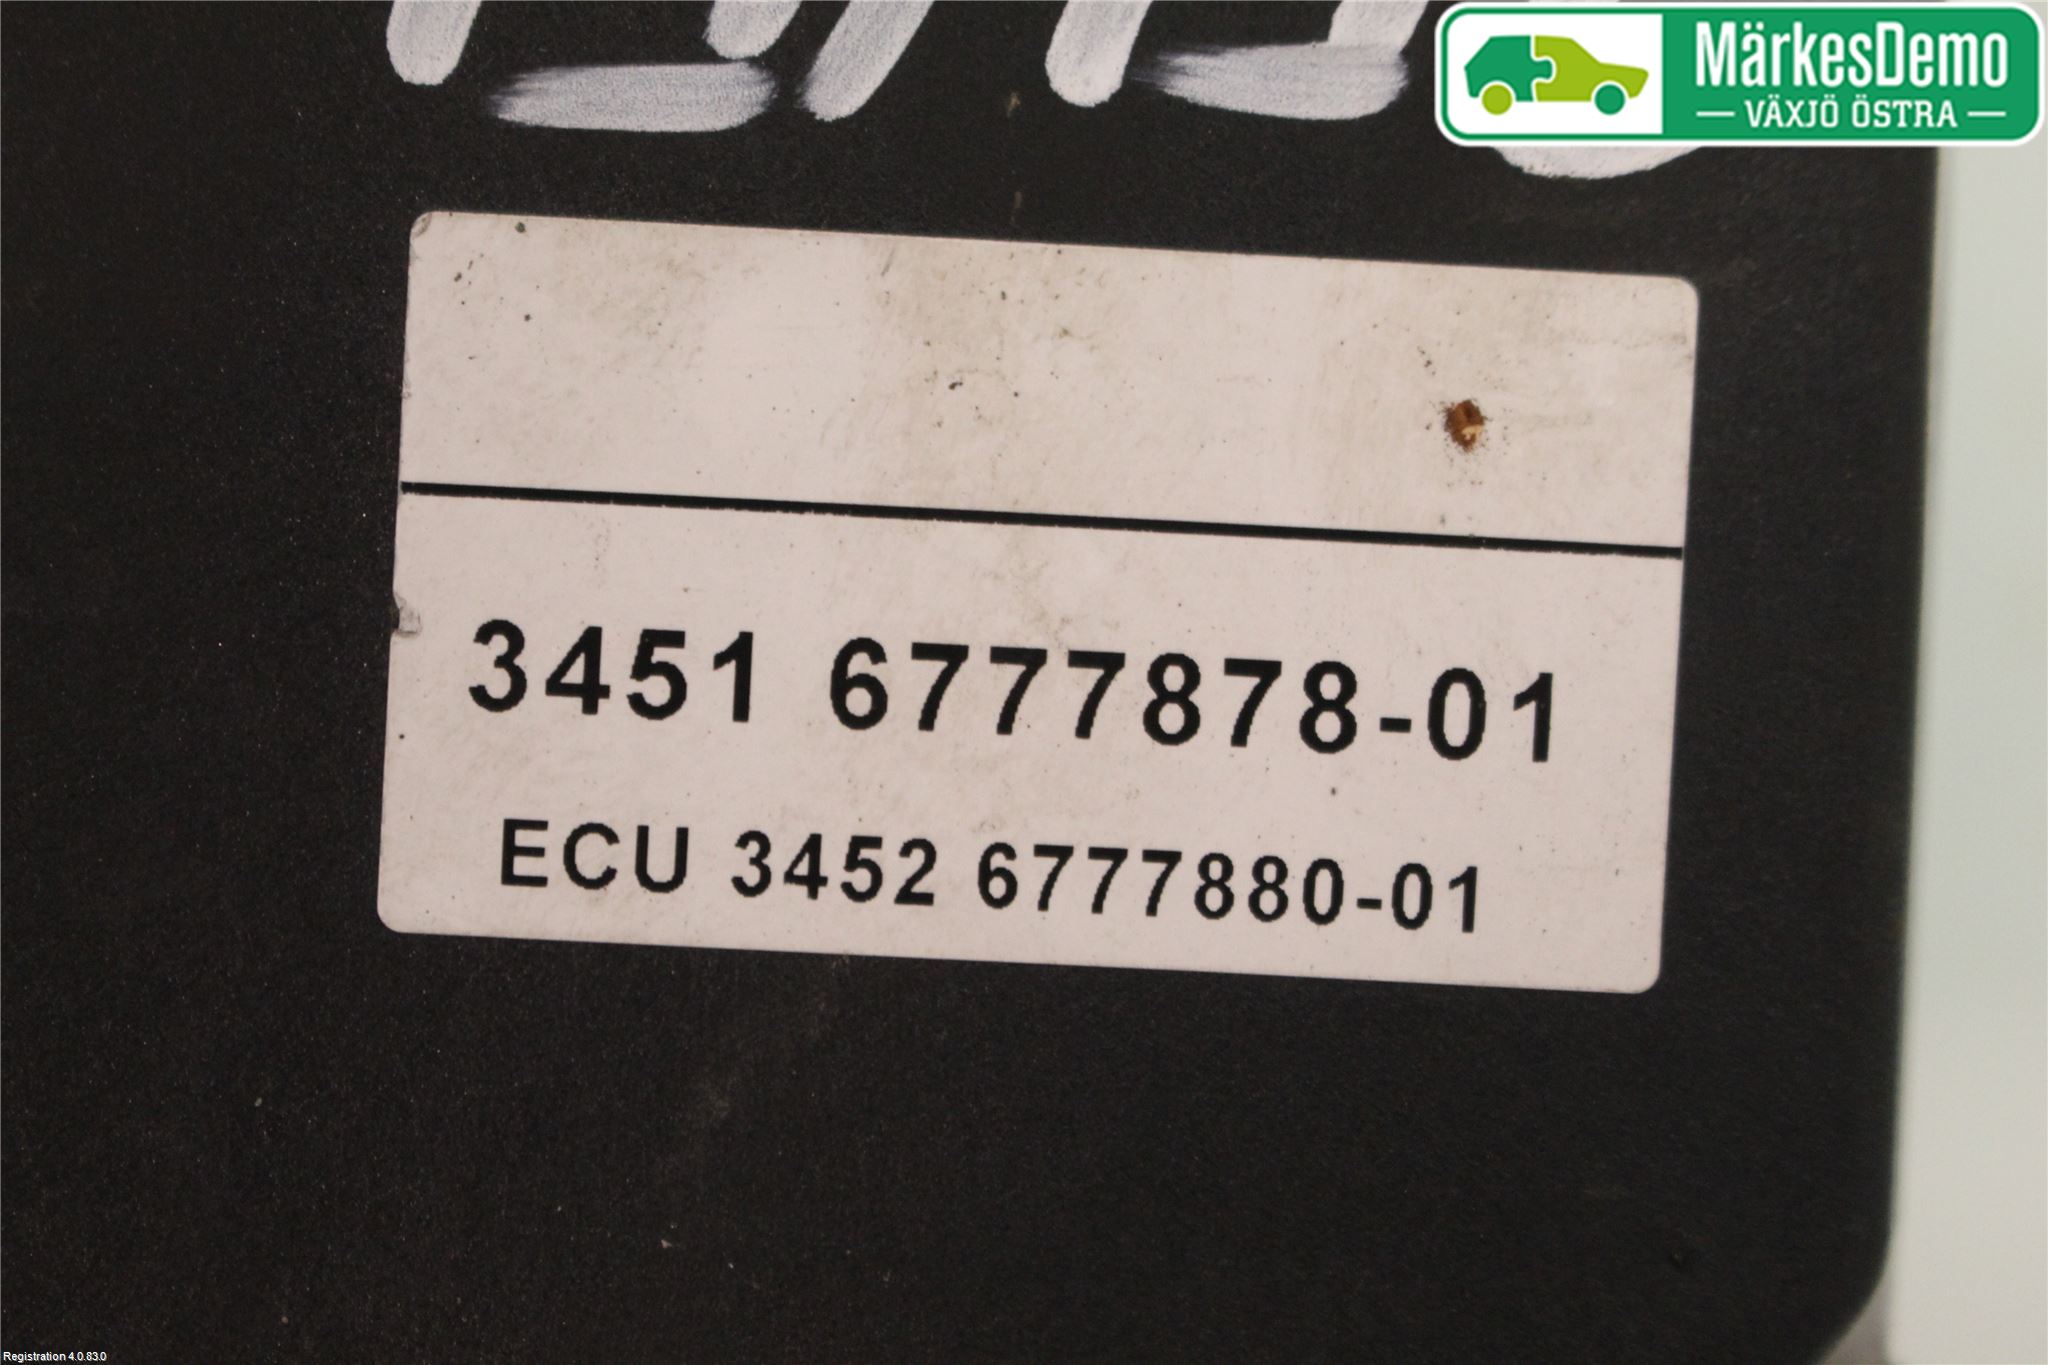 MärkesDemo
— VÄXJÖ ÖSTRA —
3451 6777878-01
ECU 3452 6777880-01
Registration 4.0.83.0